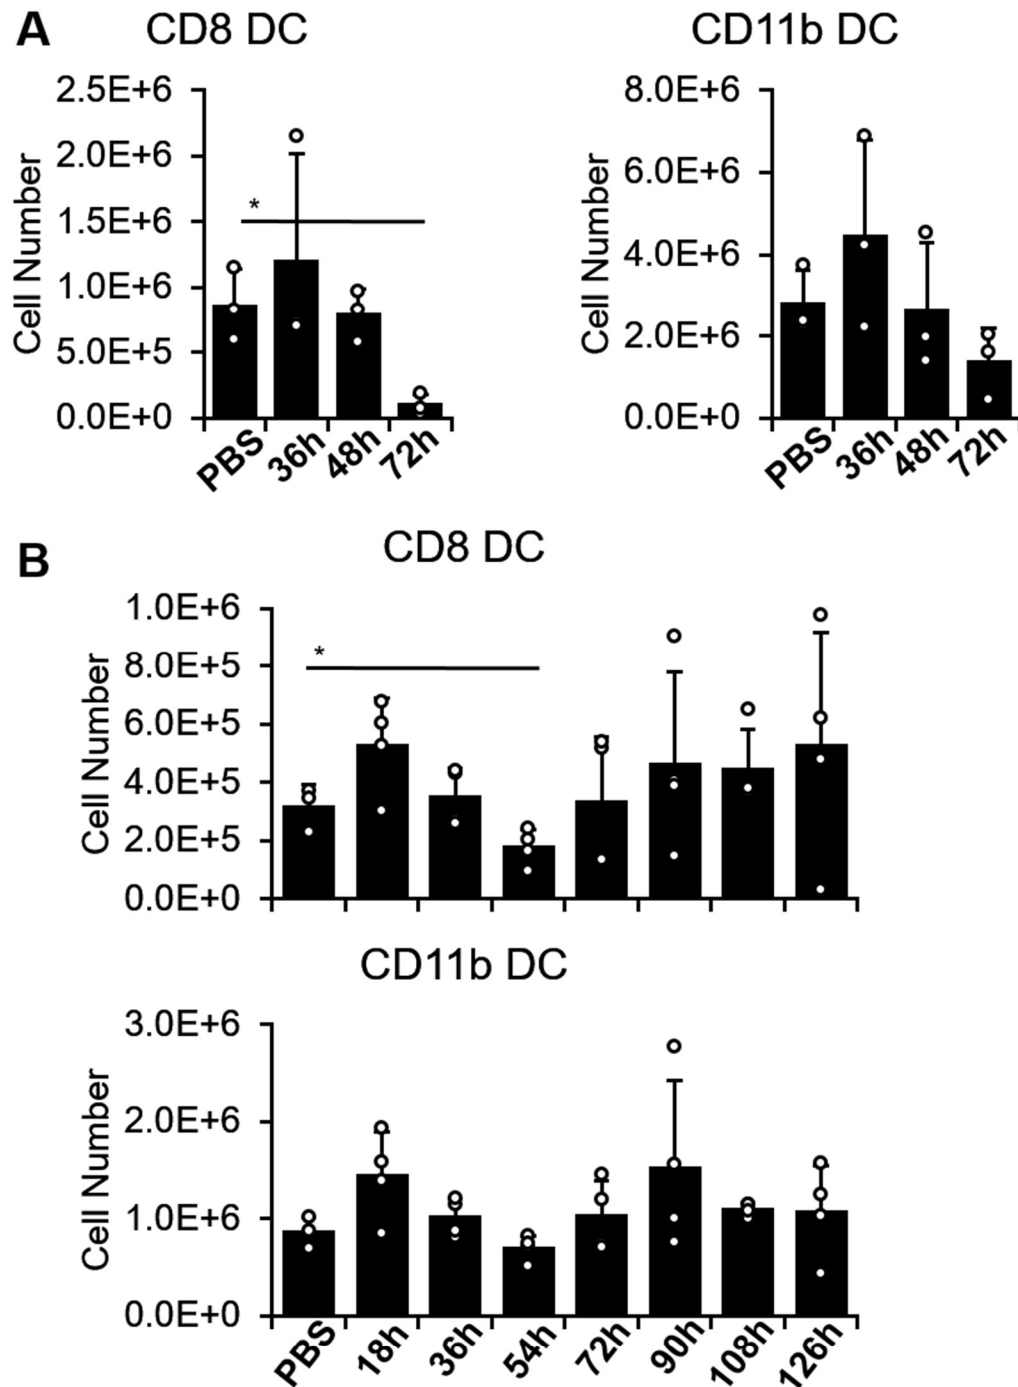 A
CD8 DC
CD11b DC
Cell Number
2.5E+6
2.0E+6
1.5E+6
1.0E+6
5.0E+5
0.0E+0
*
PBS
36h
48h
72h
Cell Number
8.0E+6
6.0E+6
4.0E+6
2.0E+6
0.0E+0
PBS
36h
48h
72h
B
CD8 DC
Cell Number
1.0E+6
8.0E+5
6.0E+5
4.0E+5
2.0E+5
0.0E+0
*
CD11b DC
Cell Number
3.0E+6
2.0E+6
1.0E+6
0.0E+0
PBS
18h
36h
54h
72h
90h
108h
126h